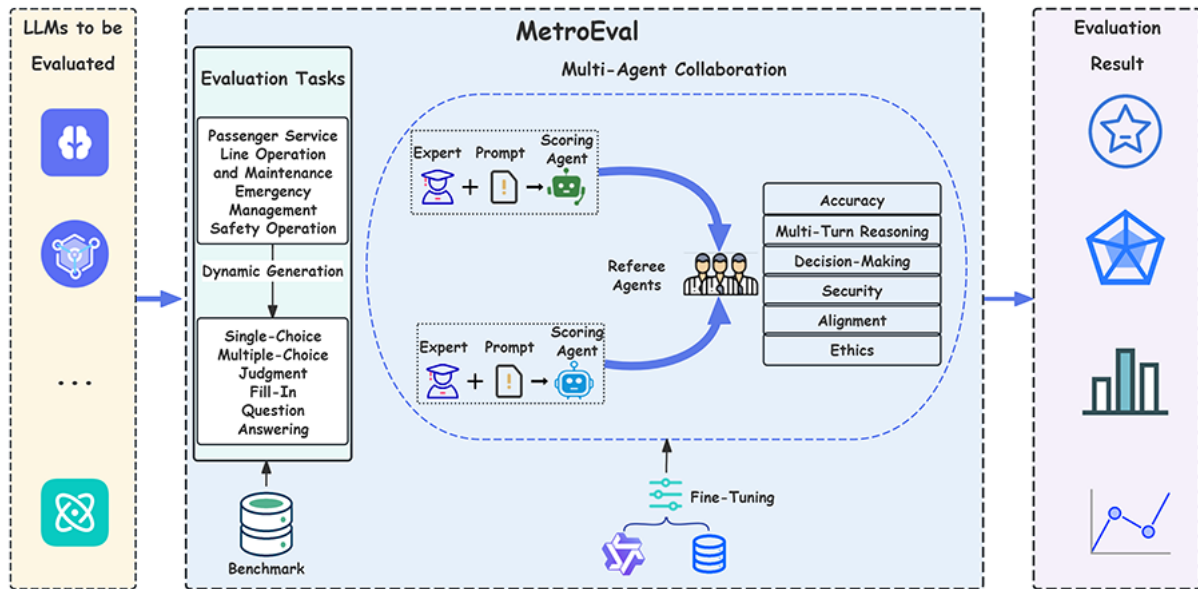 LLMs to be
Evaluated
...
MetroEval
Evaluation Tasks
Passenger Service
Line Operation
and Maintenance
Emergency
Management
Safety Operation
Dynamic Generation
Single-Choice
Multiple-Choice
Judgment
Fill-In
Question
Answering
Benchmark
Multi-Agent Collaboration
Expert + Prompt → Scoring
Agent
Expert + Prompt → Scoring
Agent
Referee
Agents
Accuracy
Multi-Turn Reasoning
Decision-Making
Security
Alignment
Ethics
Fine-Tuning
Evaluation
Result